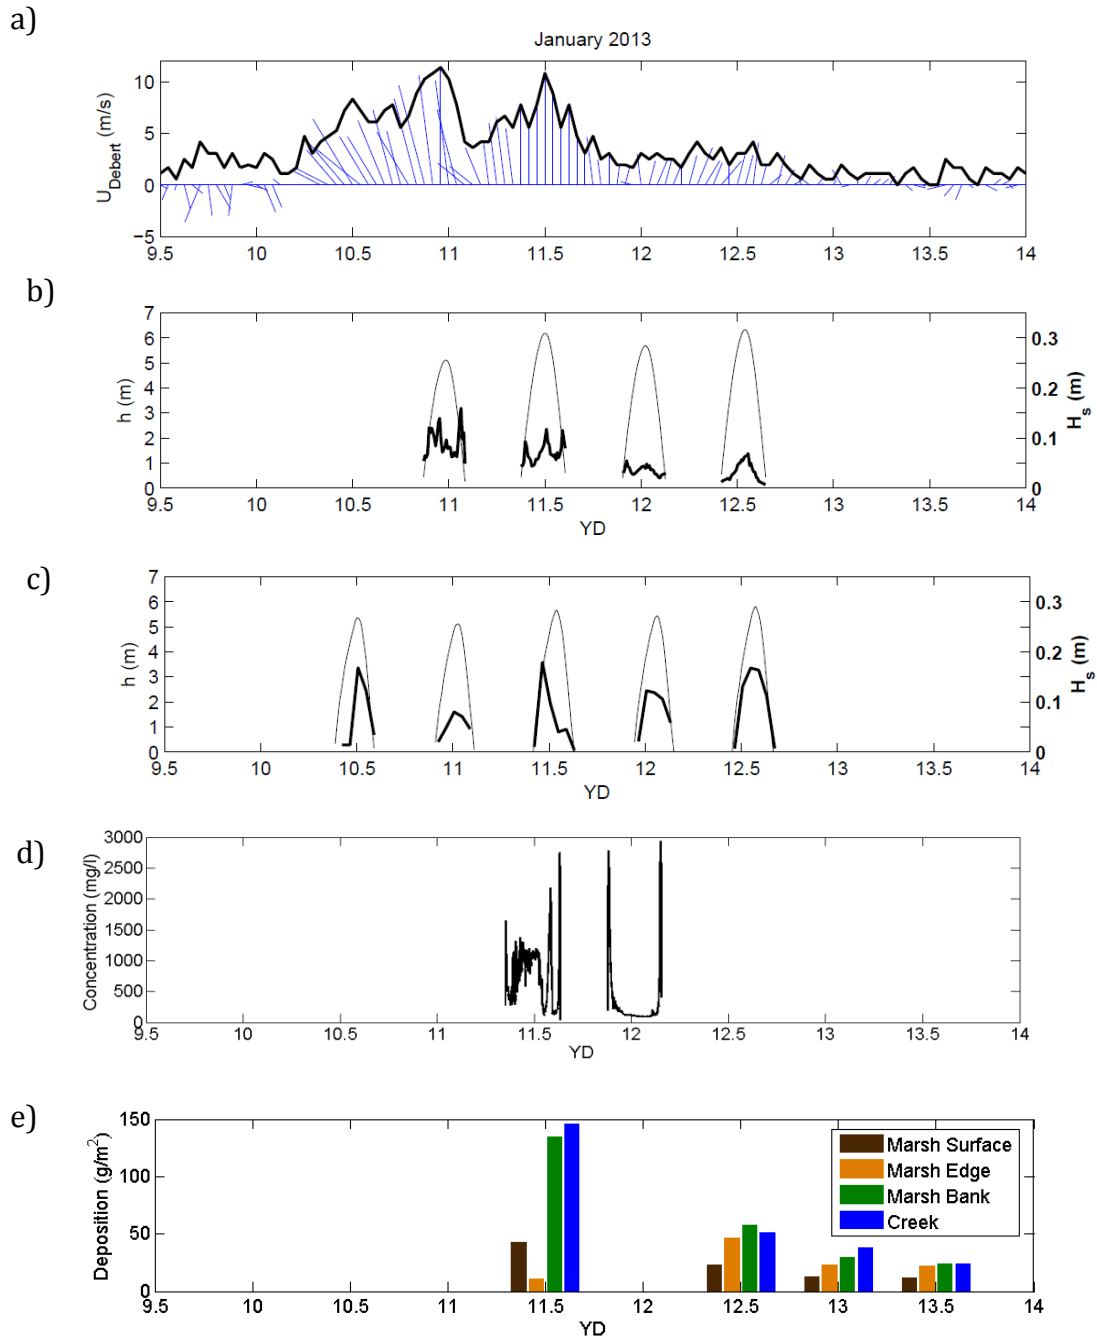 a)
January 2013
U_Debert (m/s)
10
5
0
−5
9.5 10 10.5 11 11.5 12 12.5 13 13.5 14
b)
h (m)
7
6
5
4
3
2
1
0
0.3
0.2
0.1
0
H_s (m)
9.5 10 10.5 11 11.5 12 12.5 13 13.5 14
YD
c)
h (m)
7
6
5
4
3
2
1
0
0.3
0.2
0.1
0
H_s (m)
9.5 10 10.5 11 11.5 12 12.5 13 13.5 14
YD
d)
Concentration (mg/l)
3000
2500
2000
1500
1000
500
0
9.5 10 10.5 11 11.5 12 12.5 13 13.5 14
YD
e)
Deposition (g/m²)
150
100
50
0
Marsh Surface
Marsh Edge
Marsh Bank
Creek
9.5 10 10.5 11 11.5 12 12.5 13 13.5 14
YD